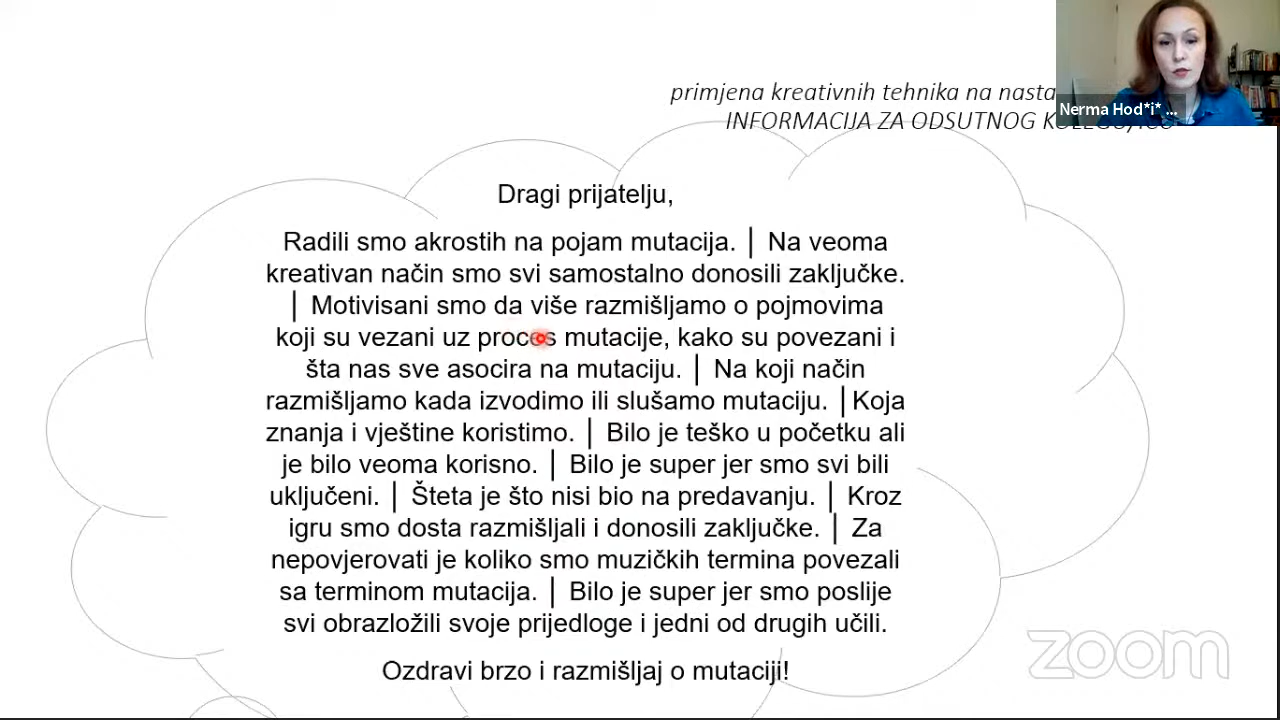 primjena kreativnih tehnika na
INFORMACIJA ZA ODSUTNOG
Nerma Hod*i* ...
Dragi prijatelju,
Radili smo akrostih na pojam mutacija. | Na veoma
kreativan način smo svi samostalno donosili zaključke.
| Motivisani smo da više razmišljamo o pojmovima
koji su vezani uz proces mutacije, kako su povezani i
šta nas sve asocira na mutaciju. | Na koji način
razmišljamo kada izvodimo ili slušamo mutaciju. |Koja
znanja i vještine koristimo. | Bilo je teško u početku ali
je bilo veoma korisno. | Bilo je super jer smo svi bili
uključeni. | Šteta je što nisi bio na predavanju. | Kroz
igru smo dosta razmišljali i donosili zaključke. | Za
nepovjerovati je koliko smo muzičkih termina povezali
sa terminom mutacija. | Bilo je super jer smo poslije
svi obrazložili svoje prijedloge i jedni od drugih učili.
Ozdravi brzo i razmišljaj o mutaciji!
zoom